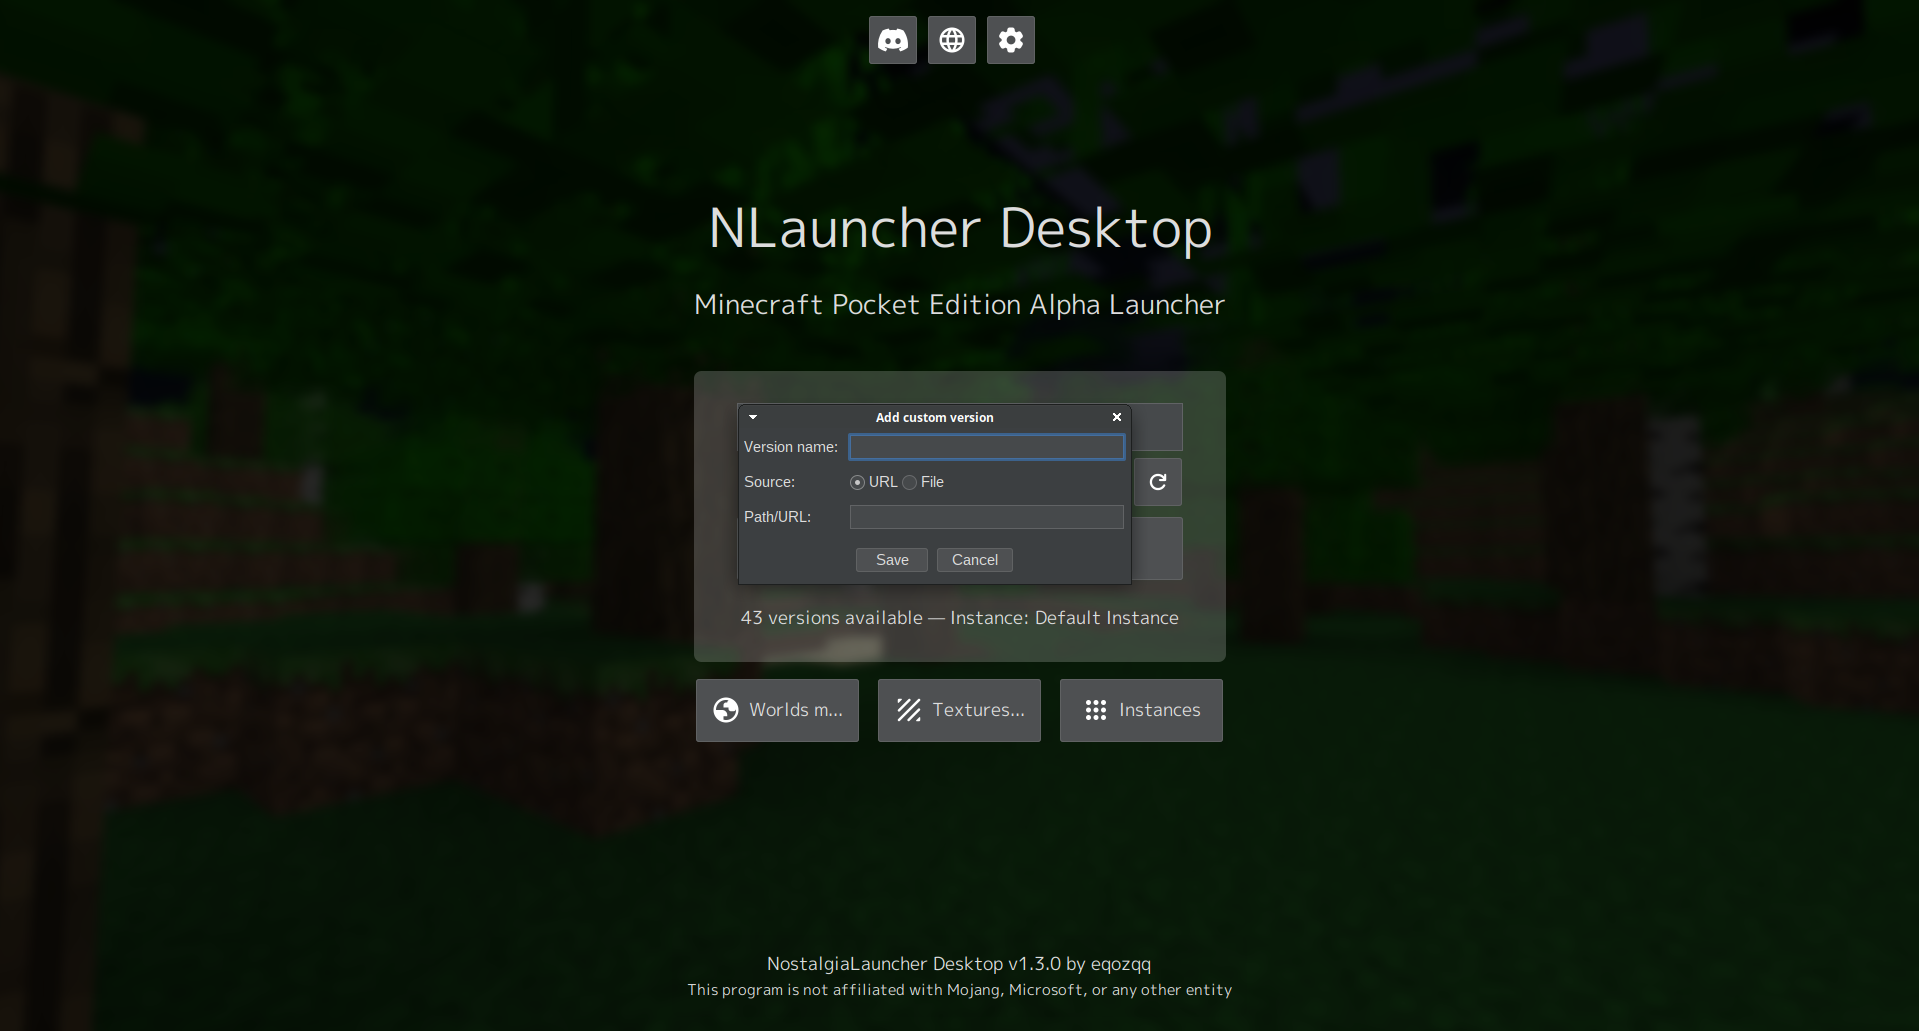 NLauncher Desktop
Minecraft Pocket Edition Alpha Launcher
Add custom version
Version name:
Source: URL File
Path/URL:
Save Cancel
43 versions available — Instance: Default Instance
Worlds m... Textures... Instances
NostalgiaLauncher Desktop v1.3.0 by eqozqq
This program is not affiliated with Mojang, Microsoft, or any other entity